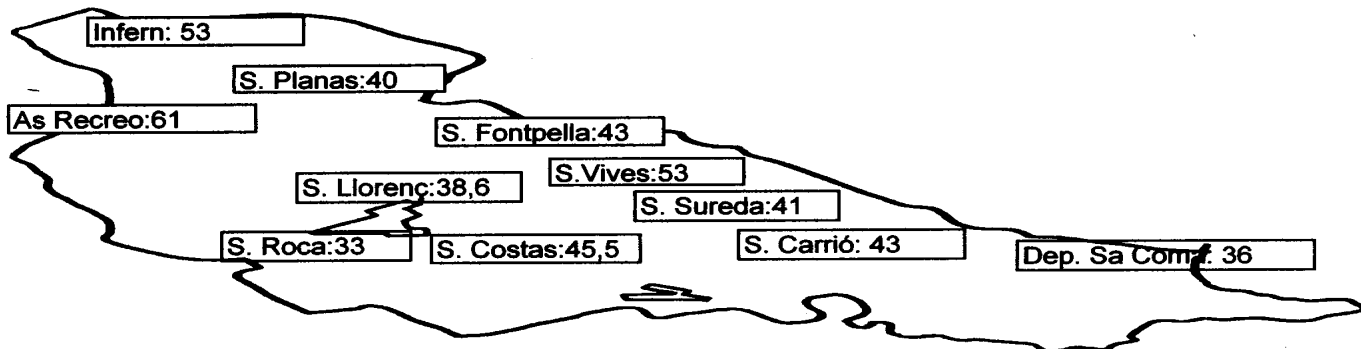 Infern: 53
S. Planas:40
As Recreo:61
S. Fontpella:43
S.Vives:53
S. Llorenç:38,6
S. Sureda:41
S. Roca:33
S. Costas:45,5
S. Carrió: 43
Dep. Sa Coma: 36